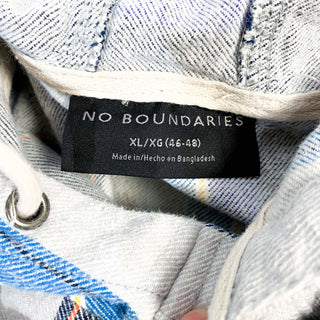 NO BOUNDARIES
XL/XG (46-48)
Made in/Hecho en Bangladesh